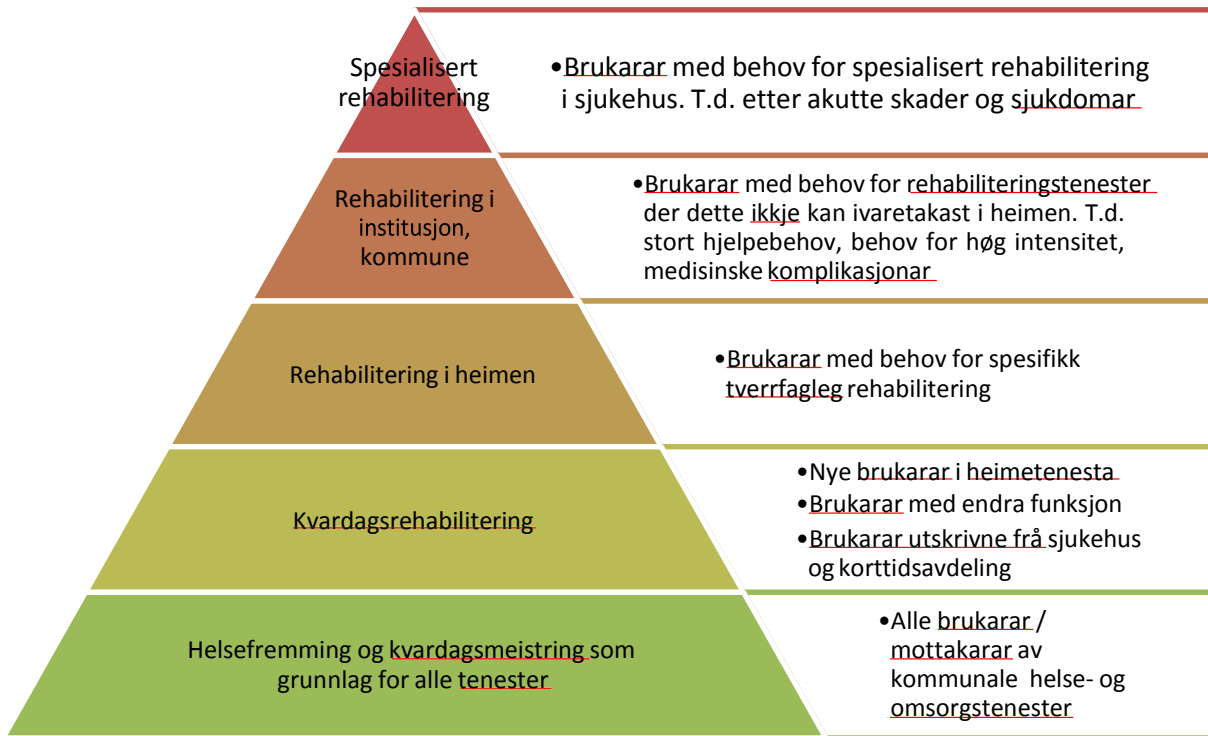 Spesialisert
rehabilitering
•Brukarar med behov for spesialisert rehabilitering
i sjukehus. T.d. etter akutte skader og sjukdomar
Rehabilitering i
institusjon,
kommune
•Brukarar med behov for rehabiliteringstenester
der dette ikkje kan ivaretakast i heimen. T.d.
stort hjelpebehov, behov for høg intensitet,
medisinske komplikasjonar
Rehabilitering i heimen
•Brukarar med behov for spesifikk
tverrfagleg rehabilitering
Kvardagsrehabilitering
•Nye brukarar i heimetenesta
•Brukarar med endra funksjon
•Brukarar utskrivne frå sjukehus
og korttidsavdeling
Helsefremming og kvardagsmeistring som
grunnlag for alle tenester
•Alle brukarar /
mottakarar av
kommunale helse- og
omsorgstenester